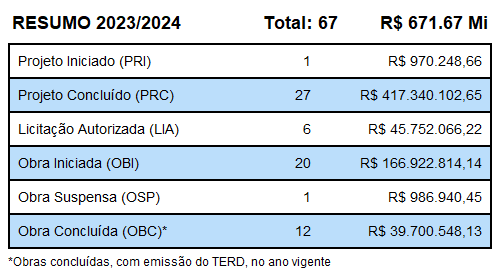 RESUMO 2023/2024 Total: 67 R$ 671.67 Mi
Projeto Iniciado (PRI) 1 R$ 970.248,66
Projeto Concluído (PRC) 27 R$ 417.340.102,65
Licitação Autorizada (LIA) 6 R$ 45.752.066,22
Obra Iniciada (OBI) 20 R$ 166.922.814,14
Obra Suspensa (OSP) 1 R$ 986.940,45
Obra Concluída (OBC)* 12 R$ 39.700.548,13
*Obras concluídas, com emissão do TERD, no ano vigente